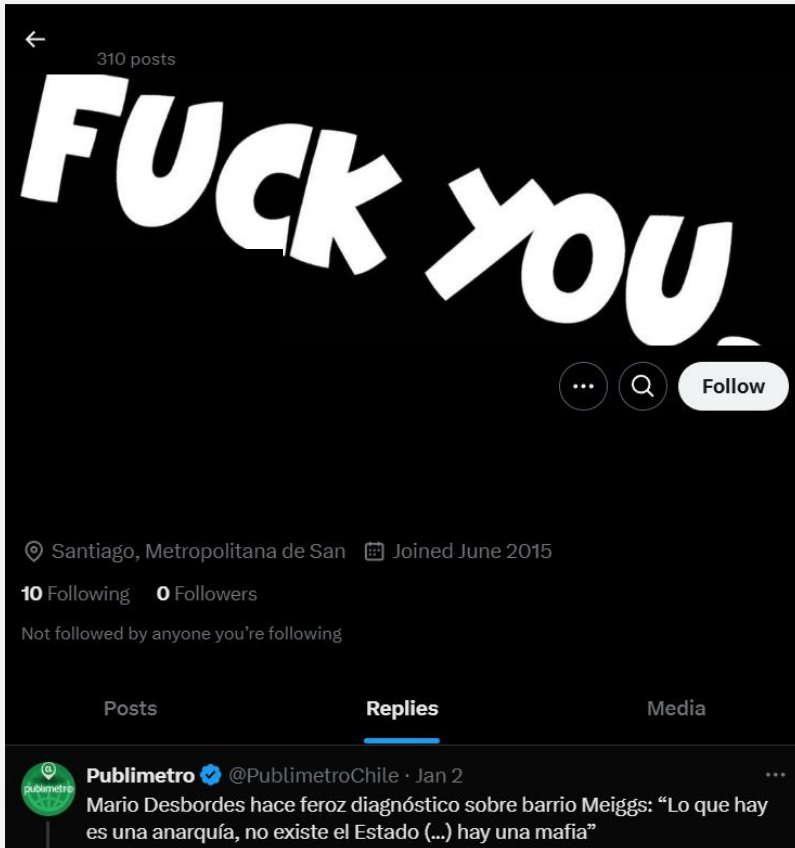 310 posts
FUCK YOU.
Follow
Santiago, Metropolitana de San Joined June 2015
10 Following 0 Followers
Not followed by anyone you’re following
Posts Replies Media
CL
publimetro
Publimetro @PublimetroChile · Jan 2
Mario Desbordes hace feroz diagnóstico sobre barrio Meiggs: “Lo que hay
es una anarquía, no existe el Estado (...) hay una mafia”